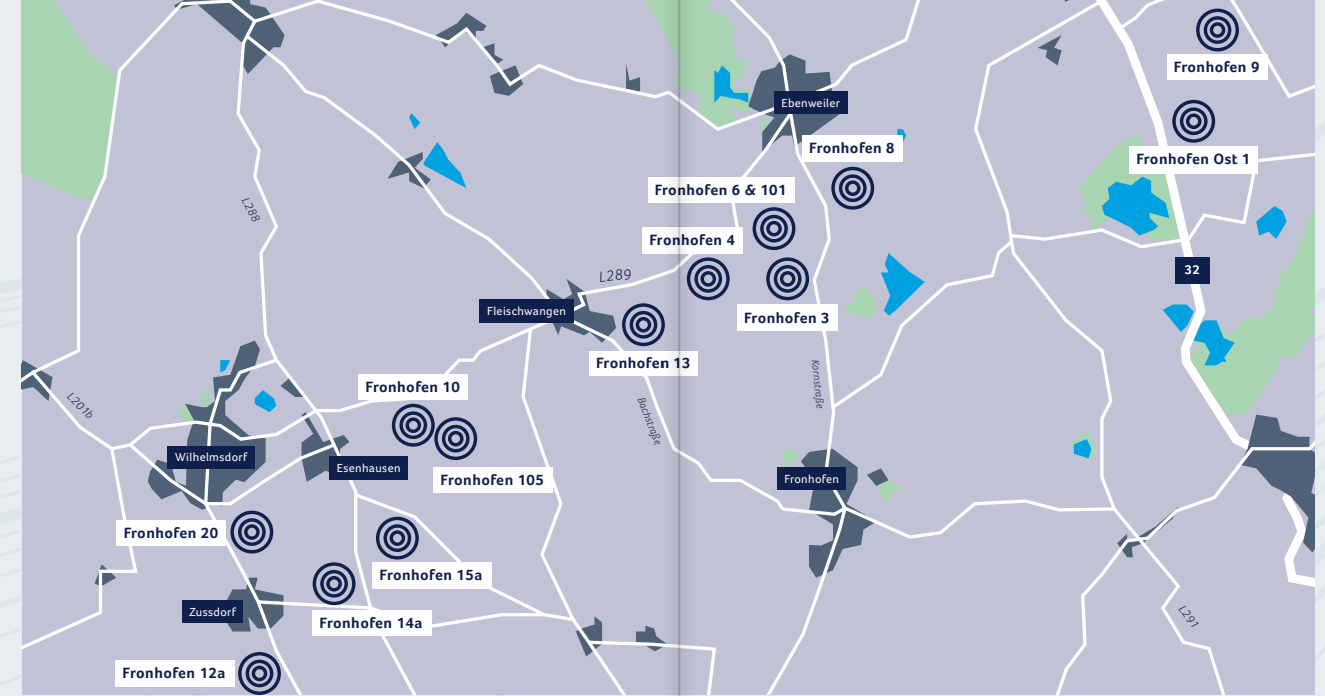 Fronhofen 9
Ebenweiler
Fronhofen 8
Fronhofen Ost 1
Fronhofen 6 & 101
L288
Fronhofen 4
L289
32
Fleischwangen
Fronhofen 3
Fronhofen 13
Kornstraße
Fronhofen 10
L201b
Bachstraße
Wilhelmsdorf
Esenhausen
Fronhofen 105
Fronhofen
Fronhofen 20
Fronhofen 15a
Zussdorf
Fronhofen 14a
L291
Fronhofen 12a